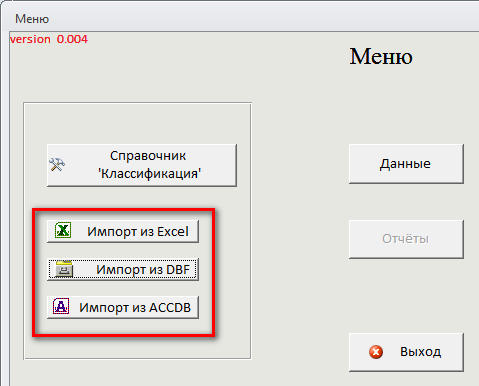 Меню
version 0.004
Меню
Справочник
'Классификация'
Данные
Импорт из Excel
Отчёты
Импорт из DBF
Импорт из ACCDB
Выход